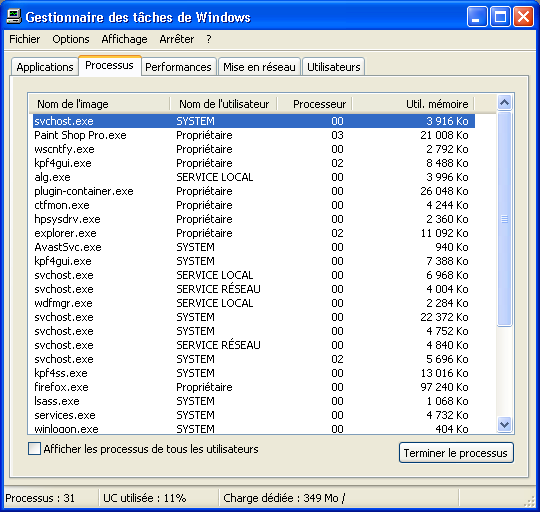 Gestionnaire des tâches de Windows
Fichier Options Affichage Arrêter ?
Applications Processus Performances Mise en réseau Utilisateurs
Nom de l'image Nom de l'utilisateur Processeur Util. mémoire
svchost.exe SYSTEM 00 3 916 Ko
Paint Shop Pro.exe Propriétaire 03 21 008 Ko
wscntfy.exe Propriétaire 00 2 792 Ko
kpf4gui.exe Propriétaire 02 8 488 Ko
alg.exe SERVICE LOCAL 00 3 996 Ko
plugin-container.exe Propriétaire 00 26 048 Ko
ctfmon.exe Propriétaire 00 4 244 Ko
hpsysdrv.exe Propriétaire 00 2 360 Ko
explorer.exe Propriétaire 02 11 092 Ko
AvastSvc.exe SYSTEM 00 940 Ko
kpf4gui.exe SYSTEM 00 7 388 Ko
svchost.exe SERVICE LOCAL 00 6 968 Ko
svchost.exe SERVICE RÉSEAU 00 4 004 Ko
wdfmgr.exe SERVICE LOCAL 00 2 284 Ko
svchost.exe SYSTEM 00 22 372 Ko
svchost.exe SYSTEM 00 4 752 Ko
svchost.exe SERVICE RÉSEAU 00 4 840 Ko
svchost.exe SYSTEM 02 5 696 Ko
kpf4ss.exe SYSTEM 00 13 016 Ko
firefox.exe Propriétaire 00 97 240 Ko
lsass.exe SYSTEM 00 1 068 Ko
services.exe SYSTEM 00 4 732 Ko
winlogon.exe SYSTEM 00 404 Ko
Afficher les processus de tous les utilisateurs Terminer le processus
Processus : 31 UC utilisée : 11% Charge dédiée : 349 Mo /